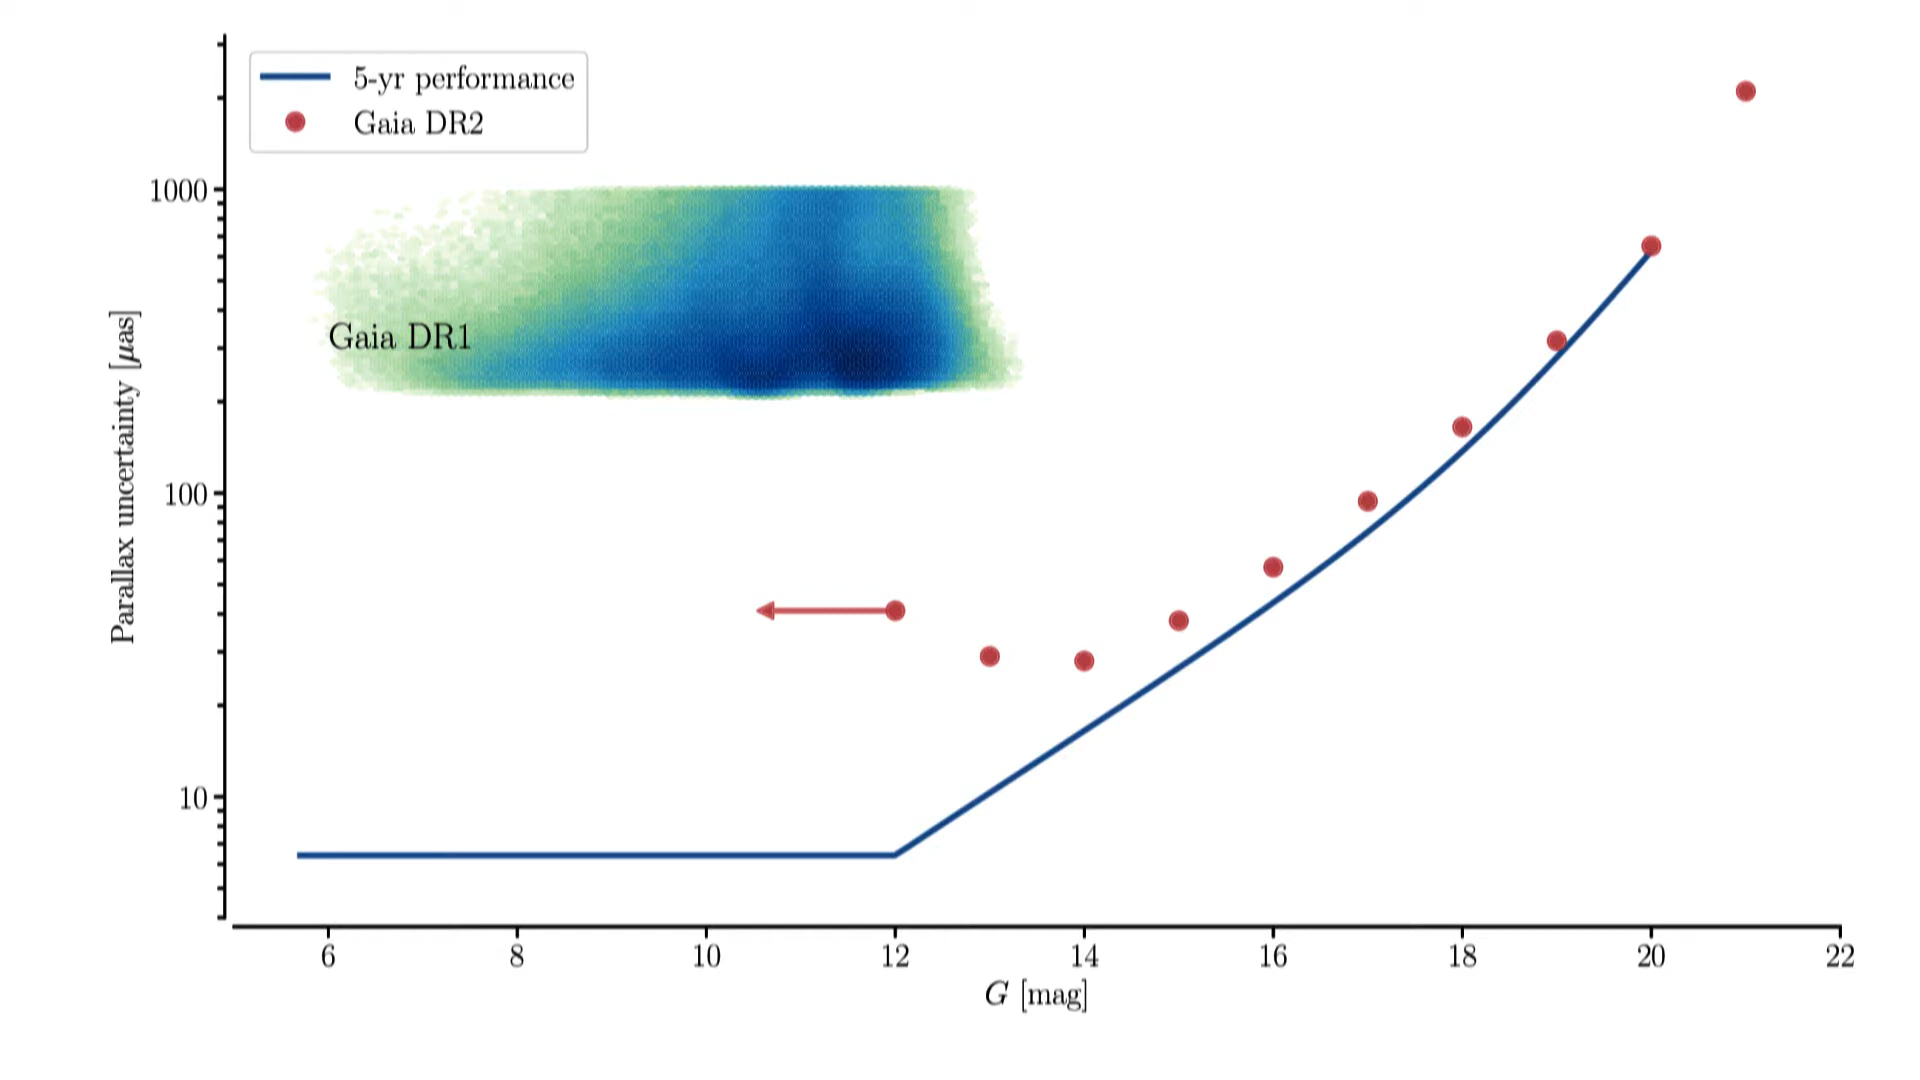 5-yr performance
Gaia DR2
1000
Gaia DR1
Parallax uncertainty [μas]
100
10
6 8 10 12 14 16 18 20 22
G [mag]